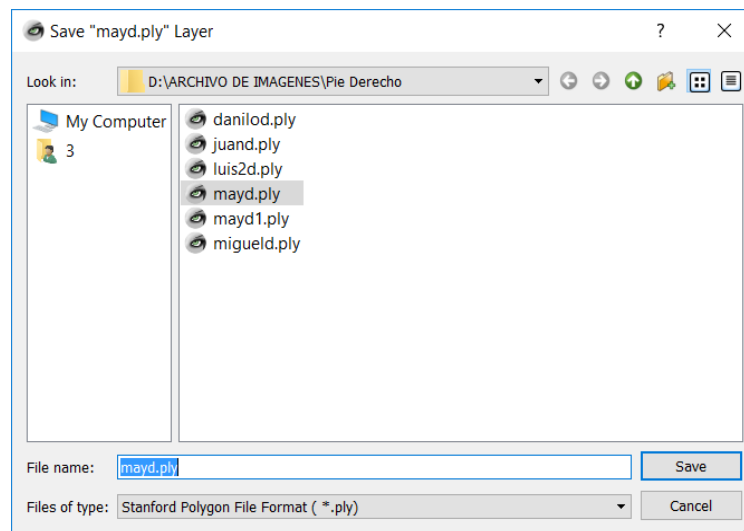 Save "mayd.ply" Layer
?
Look in:
D:\ARCHIVO DE IMAGENES\Pie Derecho
My Computer
3
danilod.ply
juand.ply
luis2d.ply
mayd.ply
mayd1.ply
migueld.ply
File name:
mayd.ply
Save
Files of type:
Stanford Polygon File Format ( *.ply)
Cancel